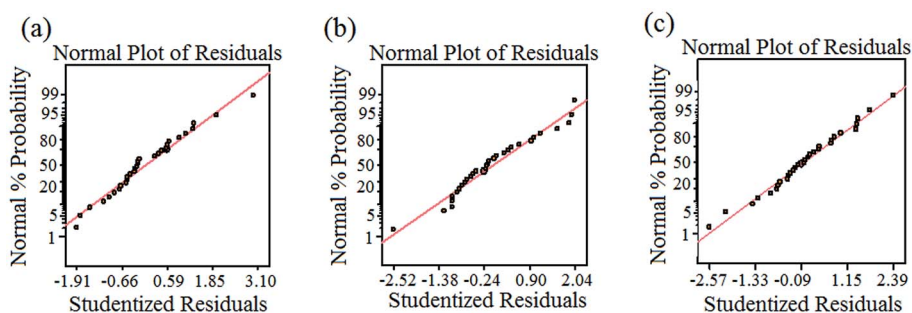 (a)
Normal Plot of Residuals
Normal % Probability
99
95
80
50
20
5
1
-1.91 -0.66 0.59 1.85 3.10
Studentized Residuals
(b)
Normal Plot of Residuals
Normal % Probability
99
95
80
50
20
5
1
-2.52 -1.38 -0.24 0.90 2.04
Studentized Residuals
(c)
Normal Plot of Residuals
Normal % Probability
99
95
80
50
20
5
1
-2.57 -1.33 -0.09 1.15 2.39
Studentized Residuals